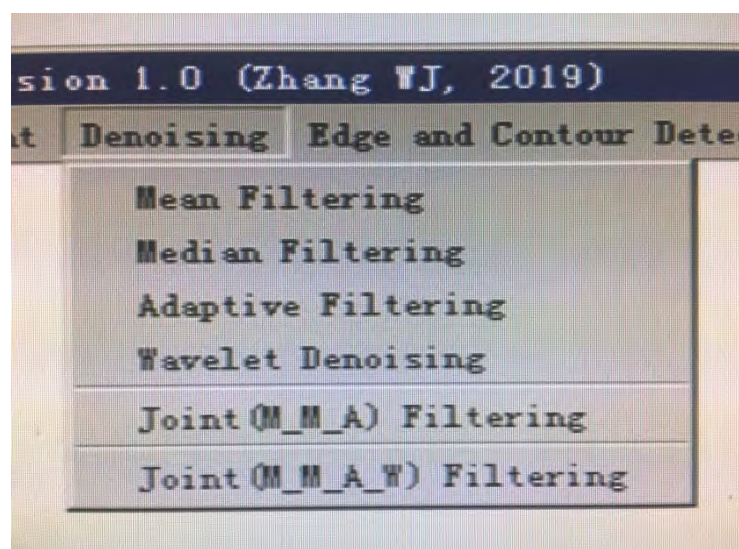 sion 1.0 (Zhang WJ, 2019)
nt Denoising Edge and Contour Dete
Mean Filtering
Median Filtering
Adaptive Filtering
Wavelet Denoising
Joint(M_M_A) Filtering
Joint(M_M_A_W) Filtering